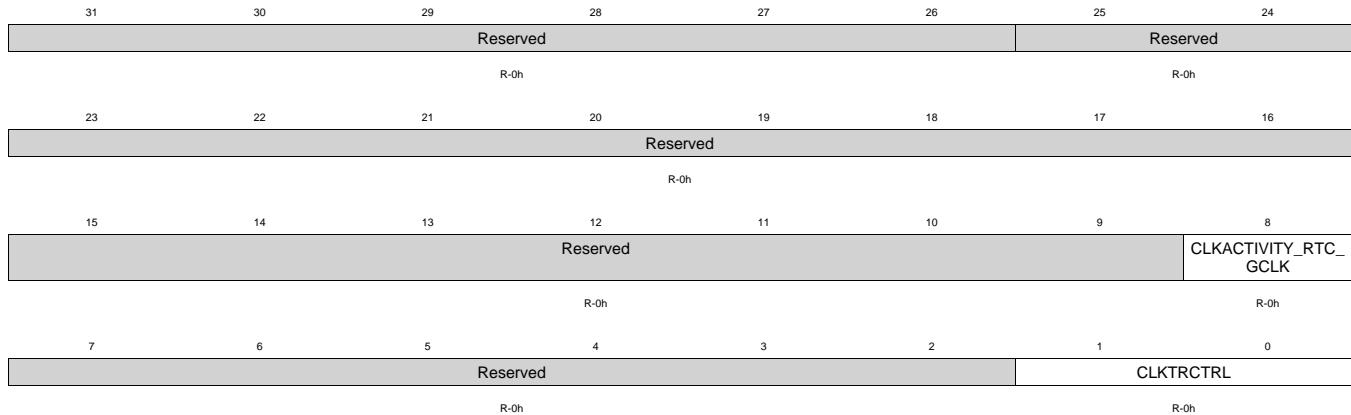 31 30 29 28 27 26 25 24
Reserved Reserved
R-0h R-0h
23 22 21 20 19 18 17 16
Reserved
R-0h
15 14 13 12 11 10 9 8
Reserved CLKACTIVITY_RTC_
GCLK
R-0h R-0h
7 6 5 4 3 2 1 0
Reserved CLKTRCTRL
R-0h R-0h